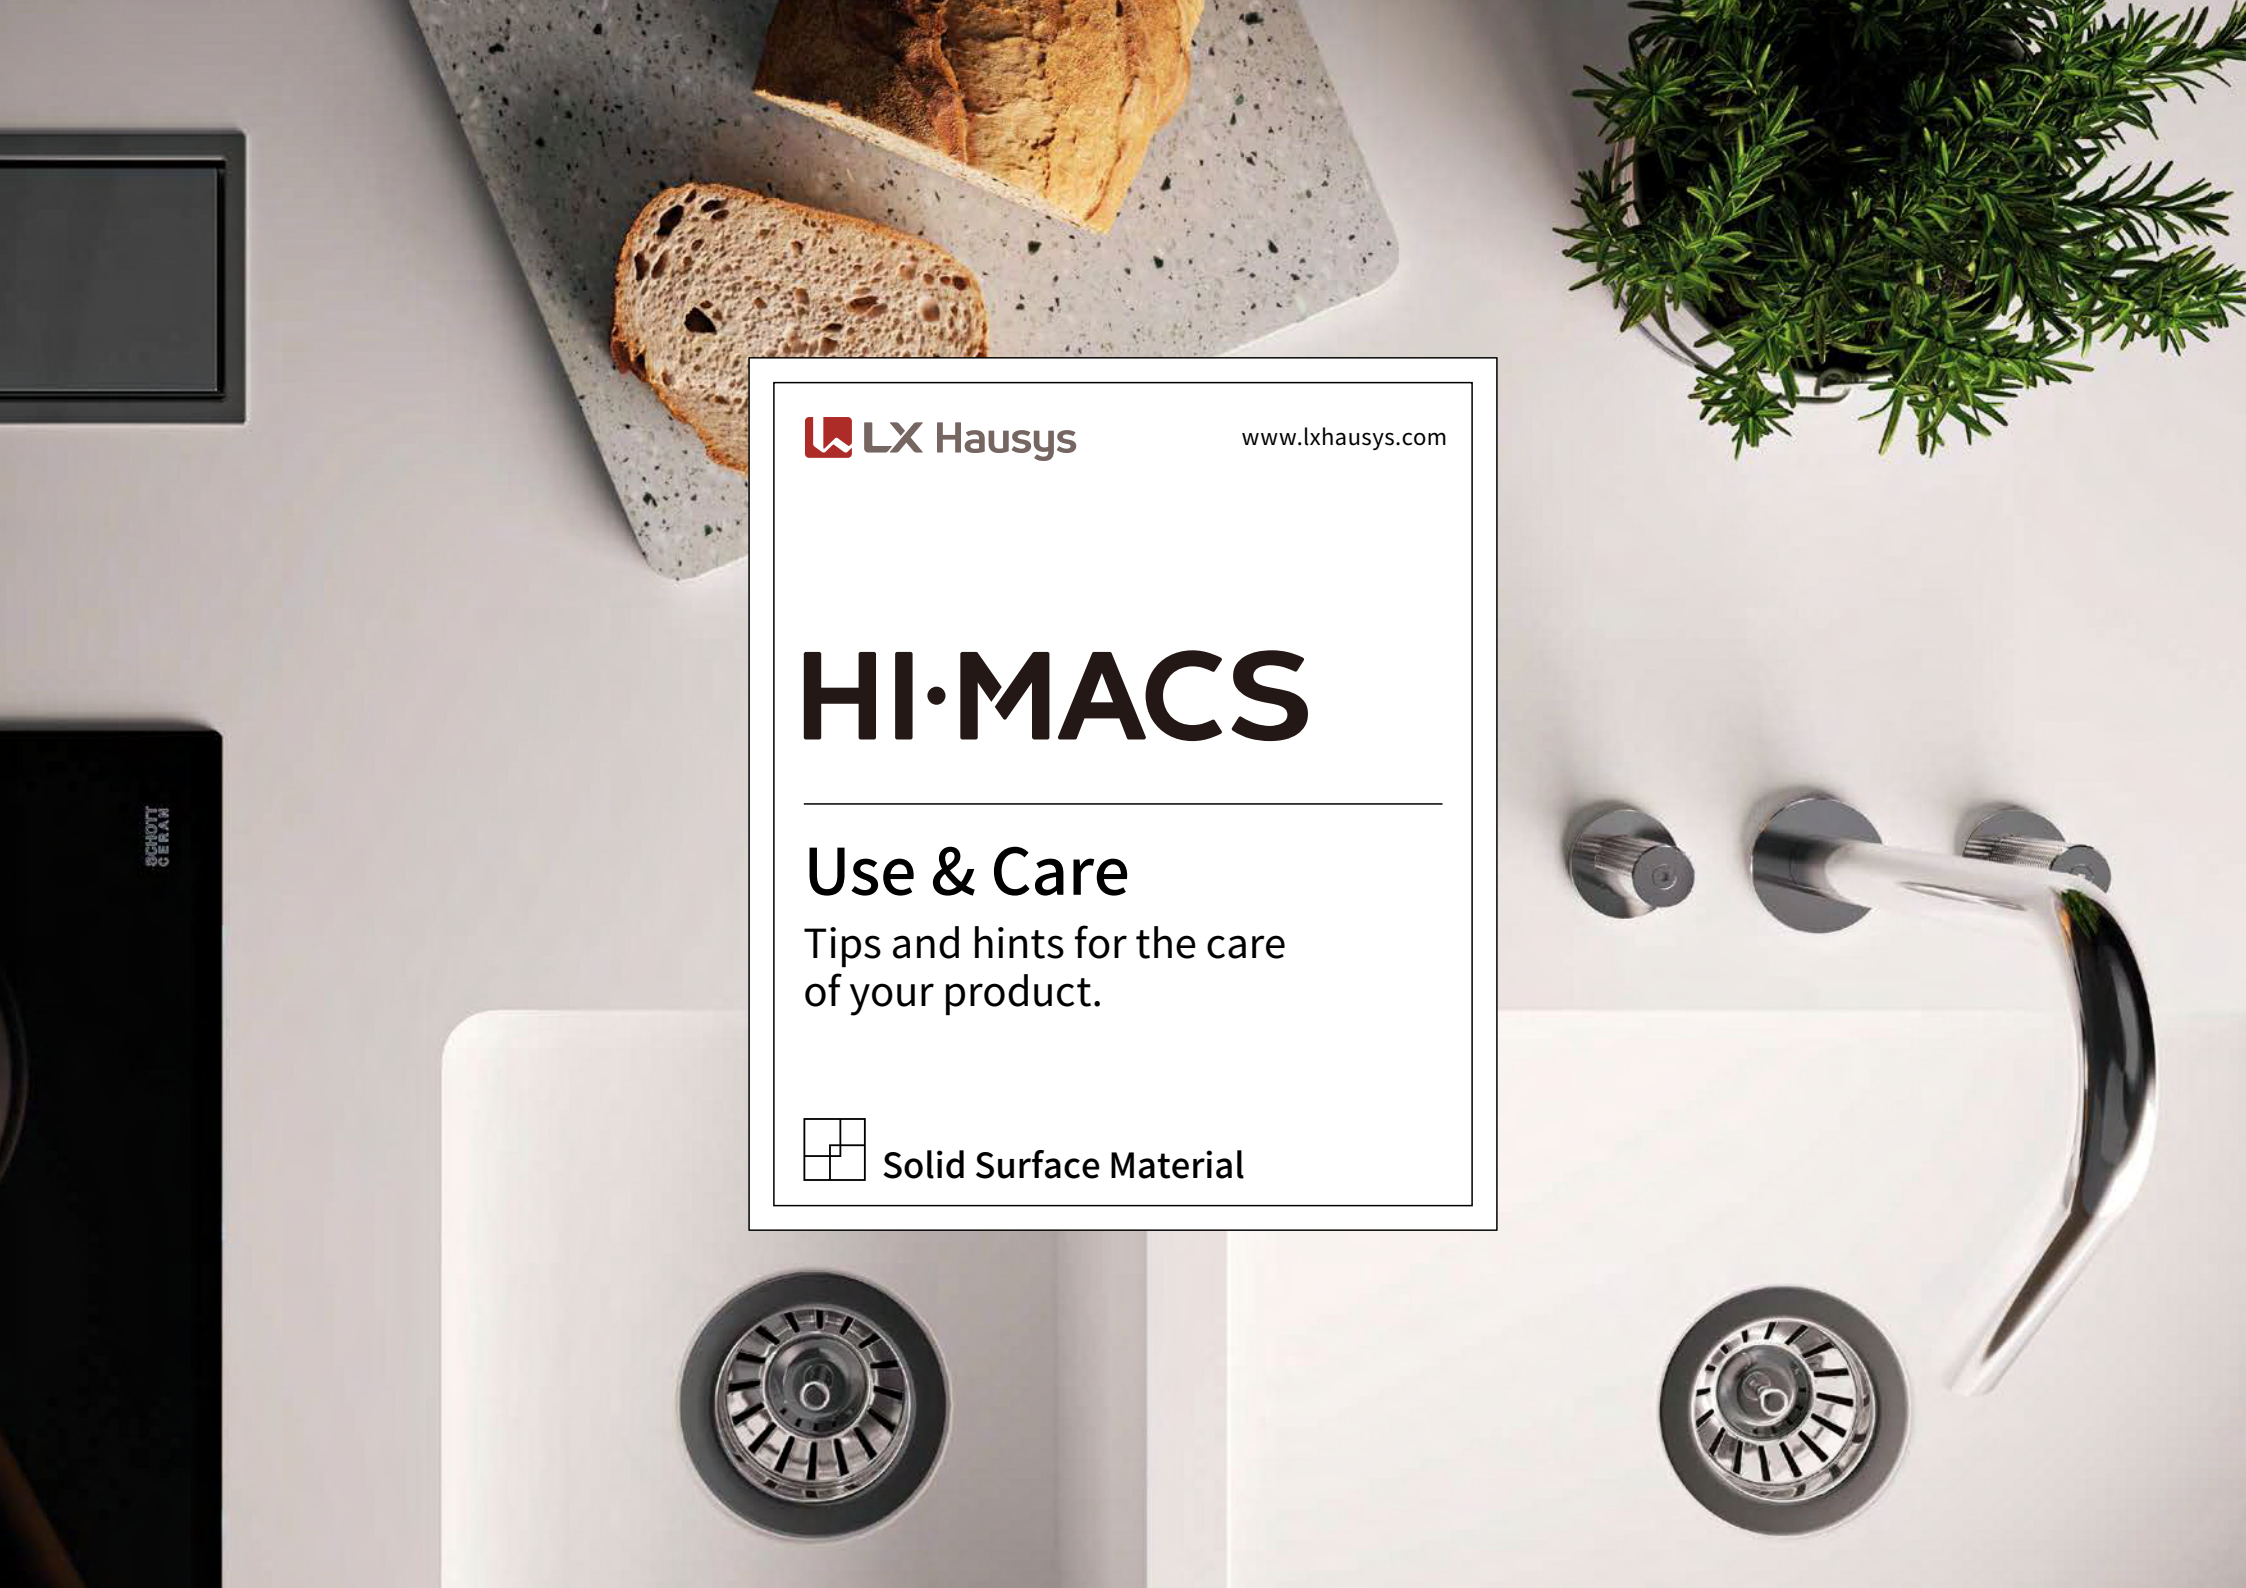 LX Hausys
www.lxhausys.com
HI·MACS
Use & Care
Tips and hints for the care
of your product.
Solid Surface Material
SCHOTT
CERAN